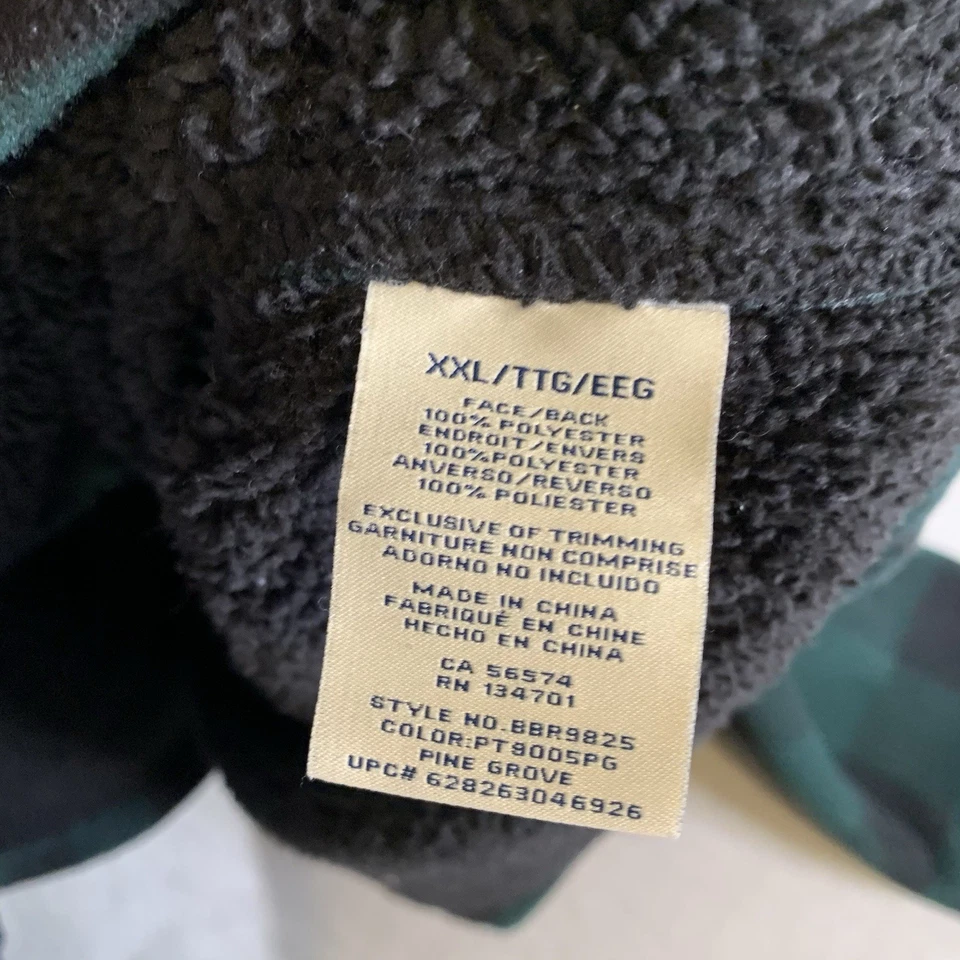 XXL/TTG/EEG
FACE/BACK
100% POLYESTER
ENDROIT/ENVERS
100%POLYESTER
ANVERSO/REVERSO
100% POLIESTER
EXCLUSIVE OF TRIMMING
GARNITURE NON COMPRISE
ADORNO NO INCLUIDO
MADE IN CHINA
FABRIQUÉ EN CHINE
HECHO EN CHINA
CA 56574
RN 134701
STYLE NO.BBR9825
COLOR:PT9005PG
PINE GROVE
UPC# 628263046926